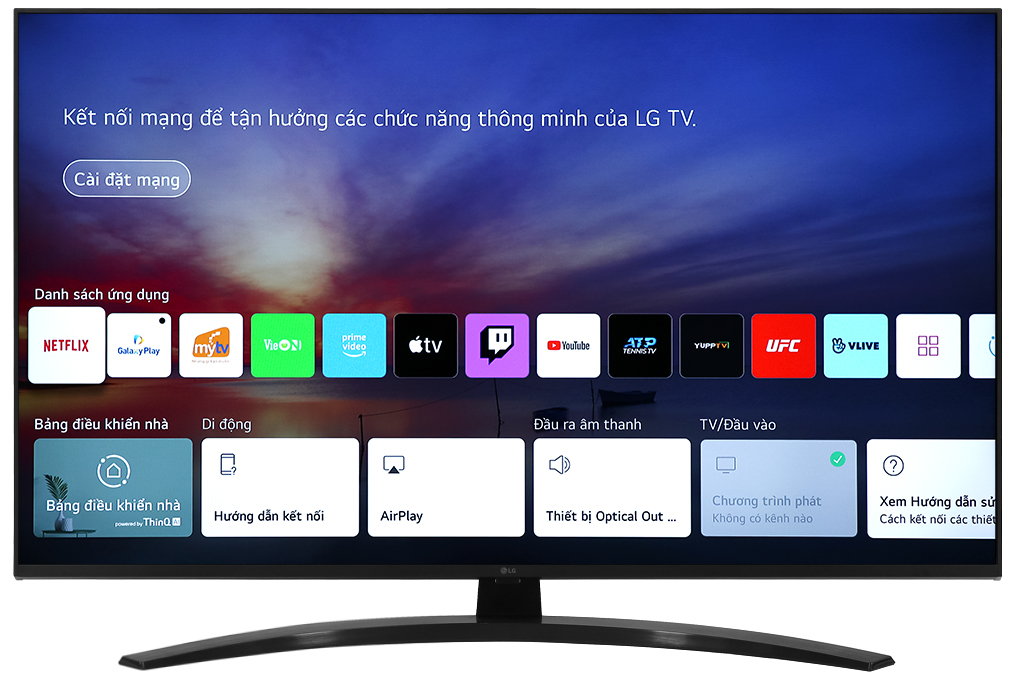 Kết nối mạng để tận hưởng các chức năng thông minh của LG TV.
Cài đặt mạng
Danh sách ứng dụng
NETFLIX
Galaxy Play
mytv
VieON
prime
video
tv
YouTube
ATP
TENNISTV
YUPPTV
UFC
VLIVE
Bảng điều khiển nhà
Di động
Đầu ra âm thanh
TV/Đầu vào
Bảng điều khiển nhà
powered by ThinQ AI
Hướng dẫn kết nối
AirPlay
Thiết bị Optical Out ...
Chương trình phát
Không có kênh nào
Xem Hướng dẫn sử
Cách kết nối các thiết
LG